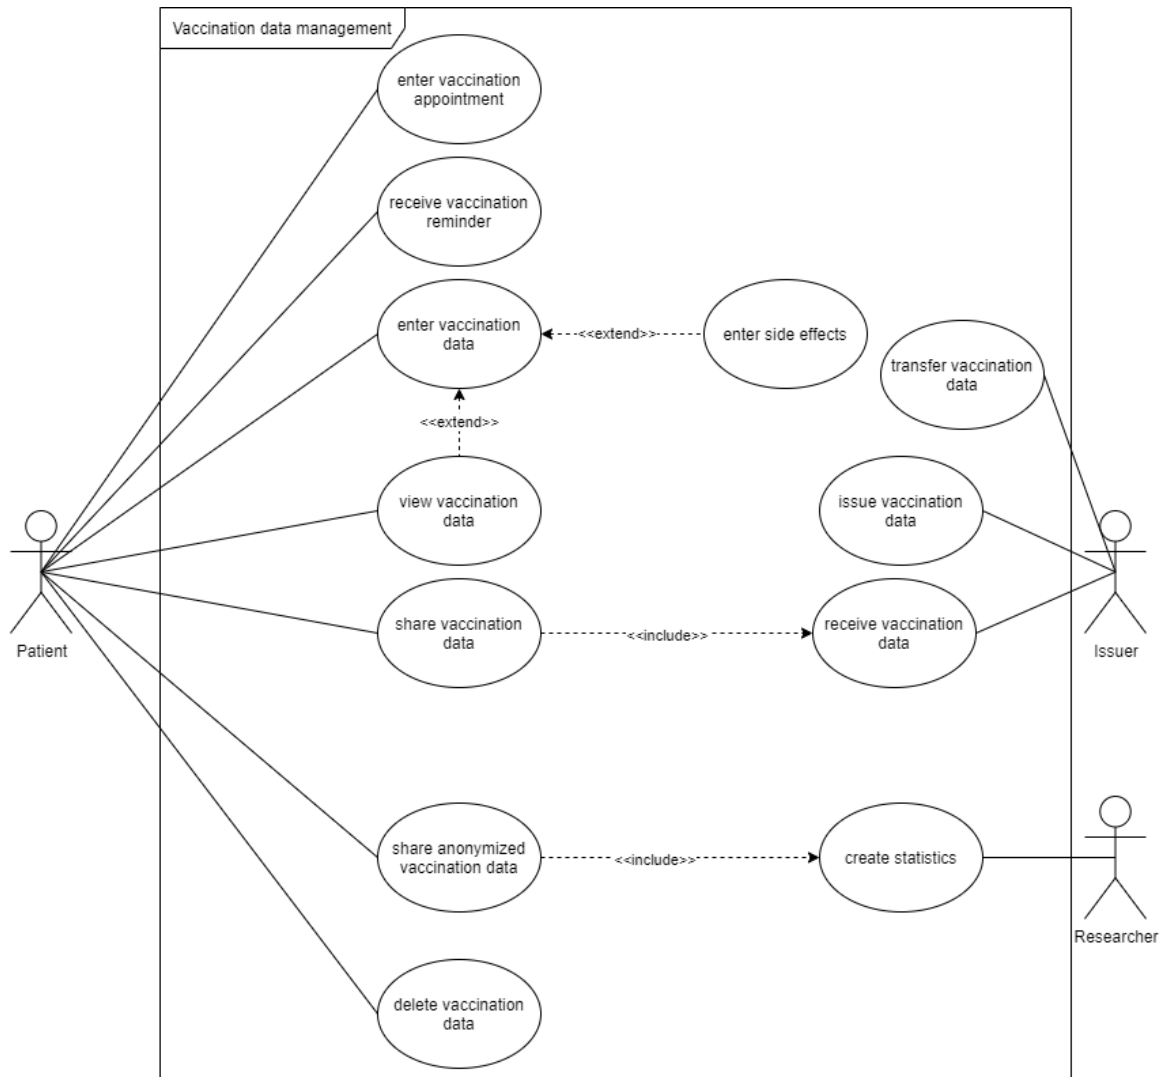 Vaccination data management
enter vaccination
appointment
receive vaccination
reminder
enter vaccination
data
<<extend>>
enter side effects
transfer vaccination
data
<<extend>>
view vaccination
data
issue vaccination
data
share vaccination
data
<<include>>
receive vaccination
data
Patient
Issuer
share anonymized
vaccination data
<<include>>
create statistics
Researcher
delete vaccination
data